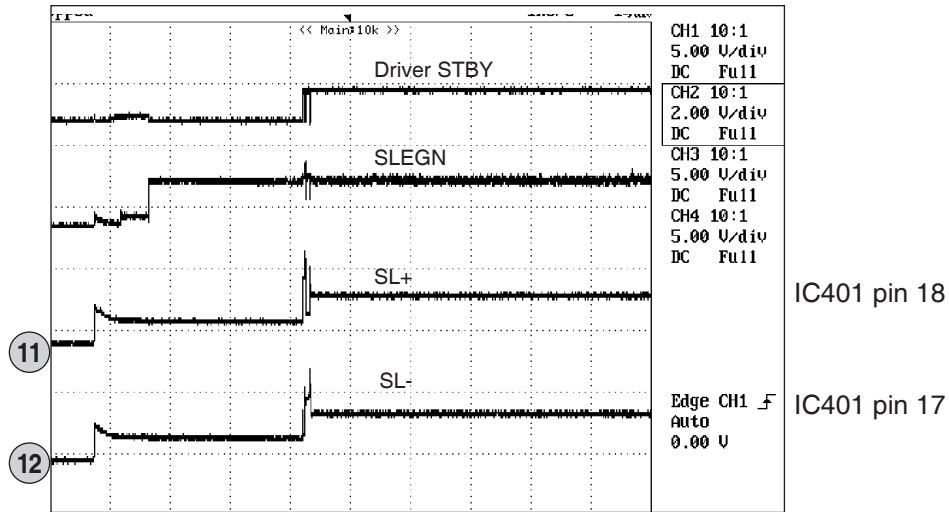 << Main:10k >>
CH1 10:1
5.00 V/div
DC Full
Driver STBY
CH2 10:1
2.00 V/div
DC Full
SLEGN
CH3 10:1
5.00 V/div
DC Full
CH4 10:1
5.00 V/div
DC Full
SL+
IC401 pin 18
11
SL-
Edge CH1
Auto
0.00 V
IC401 pin 17
12